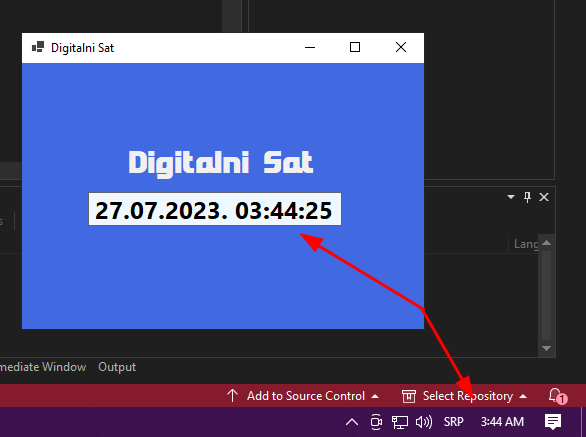 Digitalni Sat
Digitalni Sat
27.07.2023. 03:44:25
s
Lang
mediate Window Output
Add to Source Control Select Repository 1
SRP 3:44 AM